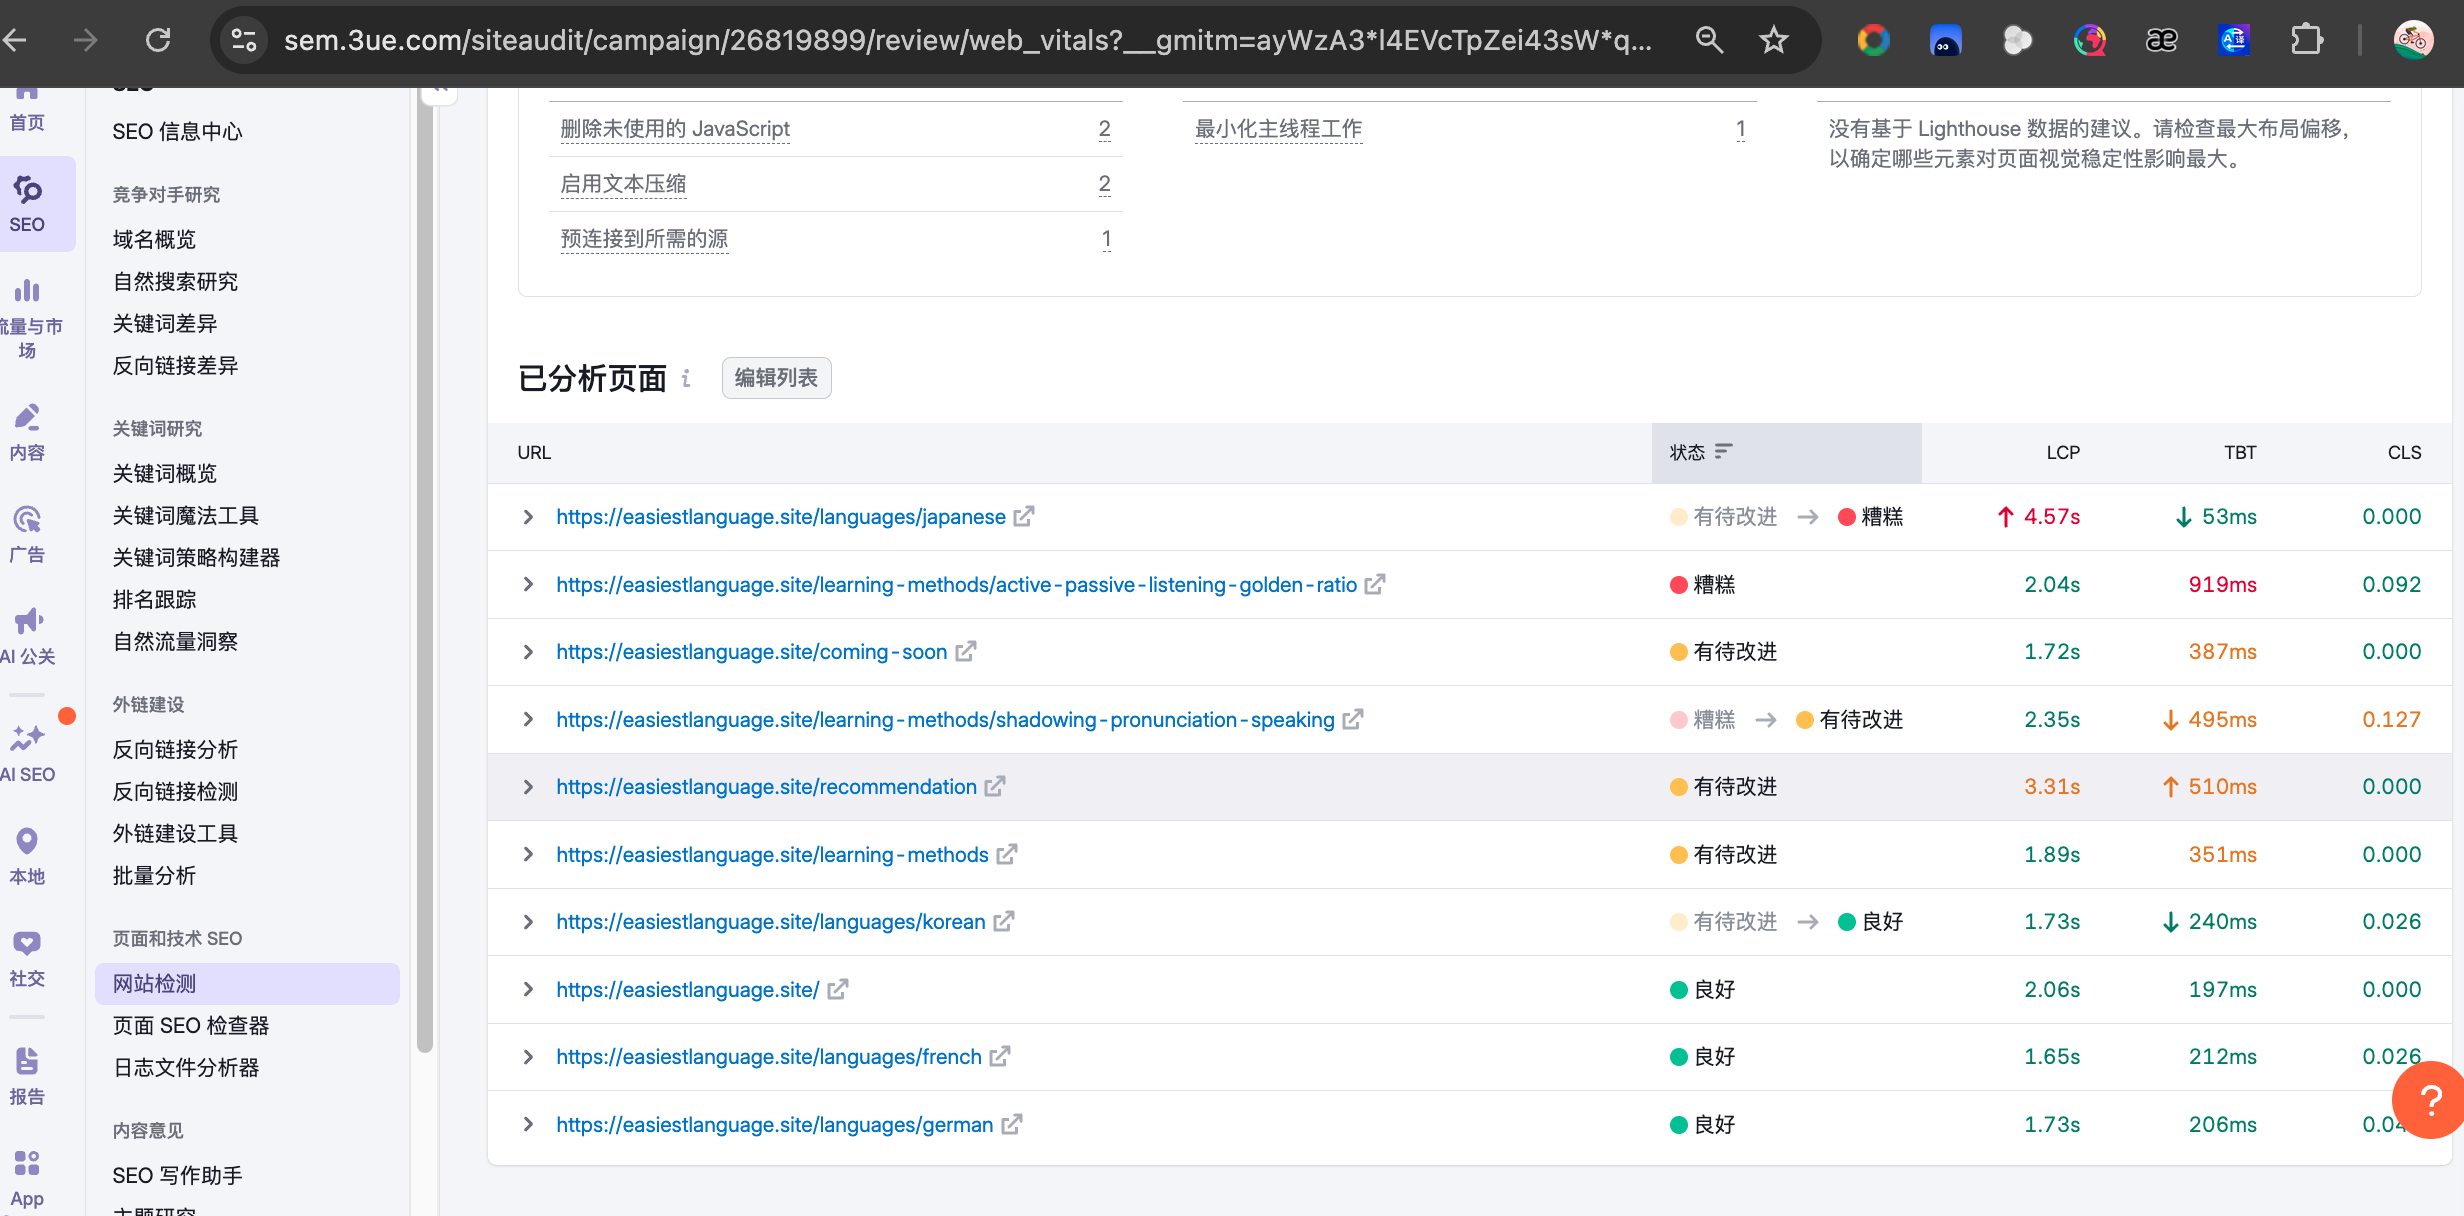 sem.3ue.com/siteaudit/campaign/26819899/review/web_vitals?__gmitm=ayWzA3*l4EVcTpZei43sW*q...
首页
SEO
流量与市场
内容
广告
AI 公关
AI SEO
本地
社交
报告
App
SEO
SEO 信息中心
竞争对手研究
域名概览
自然搜索研究
关键词差异
反向链接差异
关键词研究
关键词概览
关键词魔法工具
关键词策略构建器
排名跟踪
自然流量洞察
外链建设
反向链接分析
反向链接检测
外链建设工具
批量分析
页面和技术 SEO
网站检测
页面 SEO 检查器
日志文件分析器
内容意见
SEO 写作助手
主题研究
删除未使用的 JavaScript 2
启用文本压缩 2
预连接到所需的源 1
最小化主线程工作 1
没有基于 Lighthouse 数据的建议。请检查最大布局偏移，
以确定哪些元素对页面视觉稳定性影响最大。
已分析页面 i 编辑列表
URL 状态 LCP TBT CLS
https://easiestlanguage.site/languages/japanese 有待改进 → 糟糕 ↑ 4.57s ↓ 53ms 0.000
https://easiestlanguage.site/learning-methods/active-passive-listening-golden-ratio 糟糕 2.04s 919ms 0.092
https://easiestlanguage.site/coming-soon 有待改进 1.72s 387ms 0.000
https://easiestlanguage.site/learning-methods/shadowing-pronunciation-speaking 糟糕 → 有待改进 2.35s ↓ 495ms 0.127
https://easiestlanguage.site/recommendation 有待改进 3.31s ↑ 510ms 0.000
https://easiestlanguage.site/learning-methods 有待改进 1.89s 351ms 0.000
https://easiestlanguage.site/languages/korean 有待改进 → 良好 1.73s ↓ 240ms 0.026
https://easiestlanguage.site/ 良好 2.06s 197ms 0.000
https://easiestlanguage.site/languages/french 良好 1.65s 212ms 0.026
https://easiestlanguage.site/languages/german 良好 1.73s 206ms 0.04
?